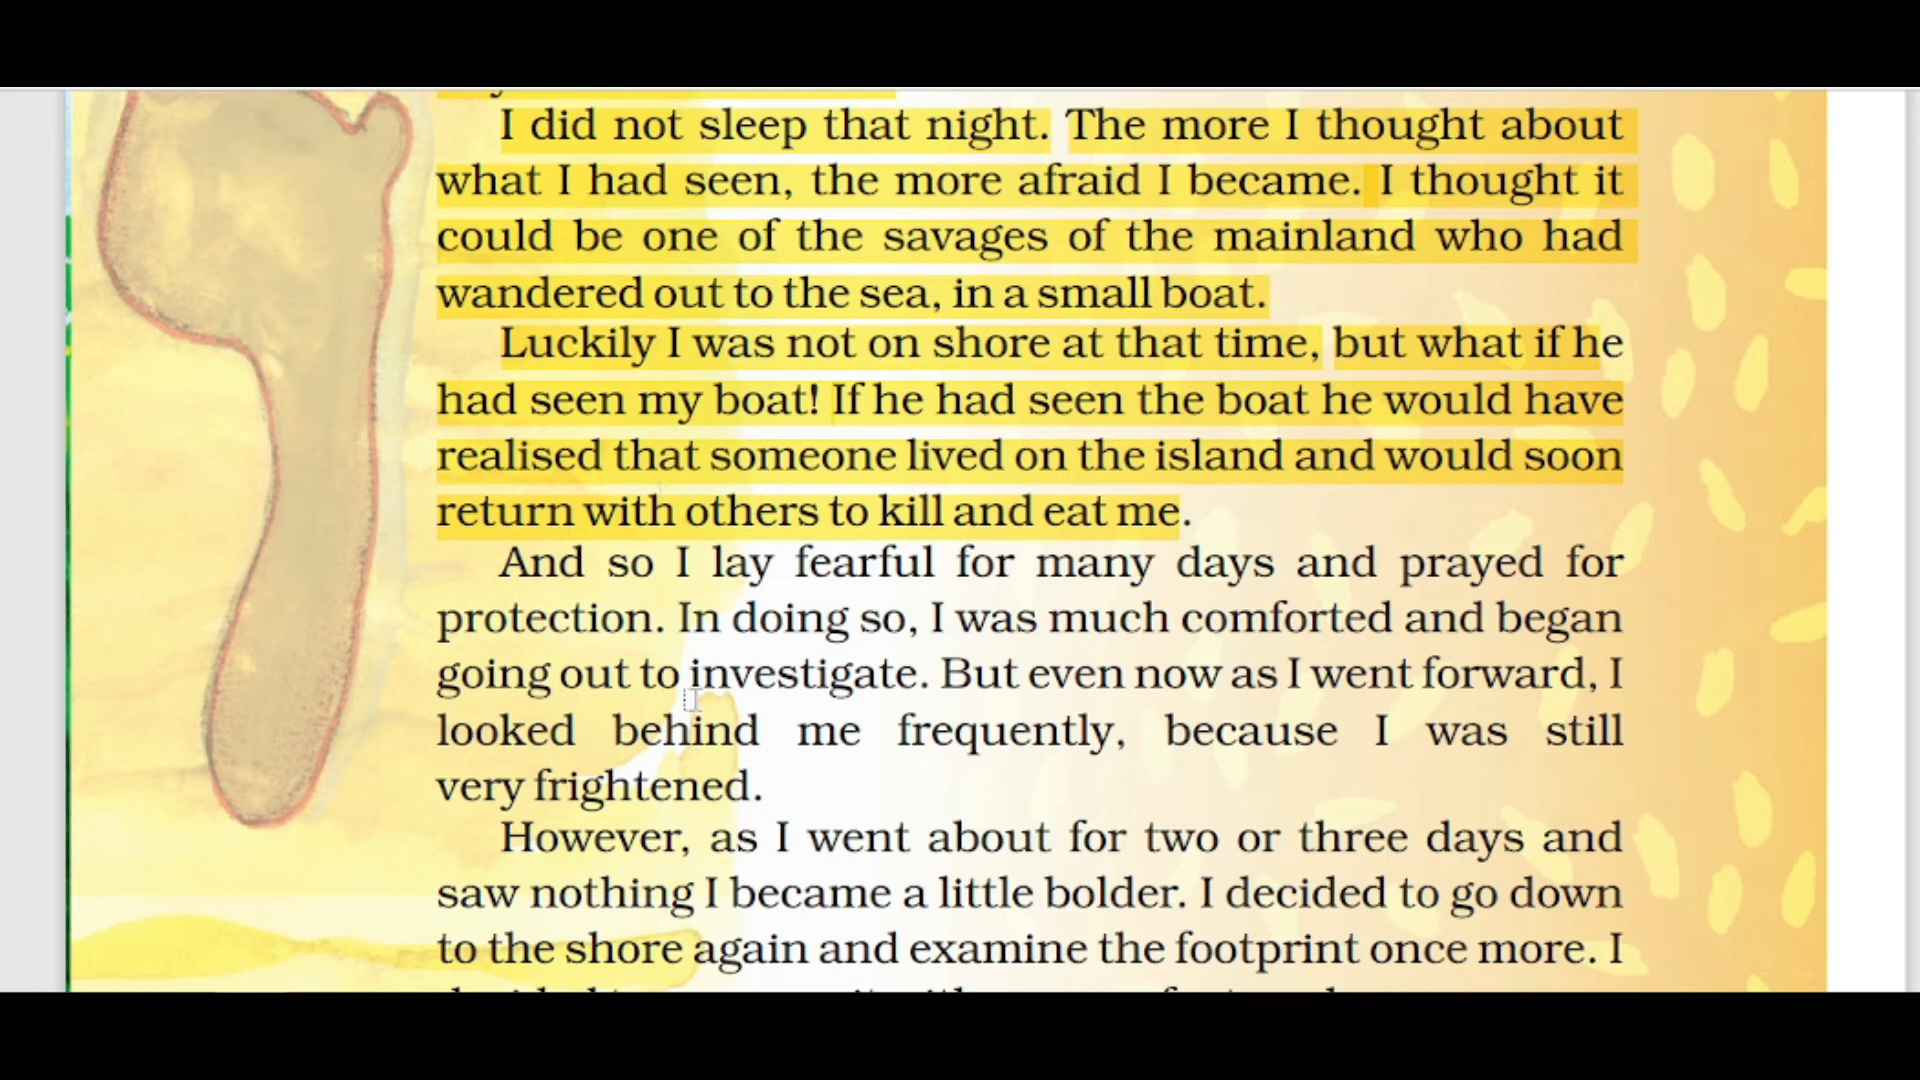 I did not sleep that night. The more I thought about
what I had seen, the more afraid I became. I thought it
could be one of the savages of the mainland who had
wandered out to the sea, in a small boat.
Luckily I was not on shore at that time, but what if he
had seen my boat! If he had seen the boat he would have
realised that someone lived on the island and would soon
return with others to kill and eat me.
And so I lay fearful for many days and prayed for
protection. In doing so, I was much comforted and began
going out to investigate. But even now as I went forward, I
looked behind me frequently, because I was still
very frightened.
However, as I went about for two or three days and
saw nothing I became a little bolder. I decided to go down
to the shore again and examine the footprint once more. I